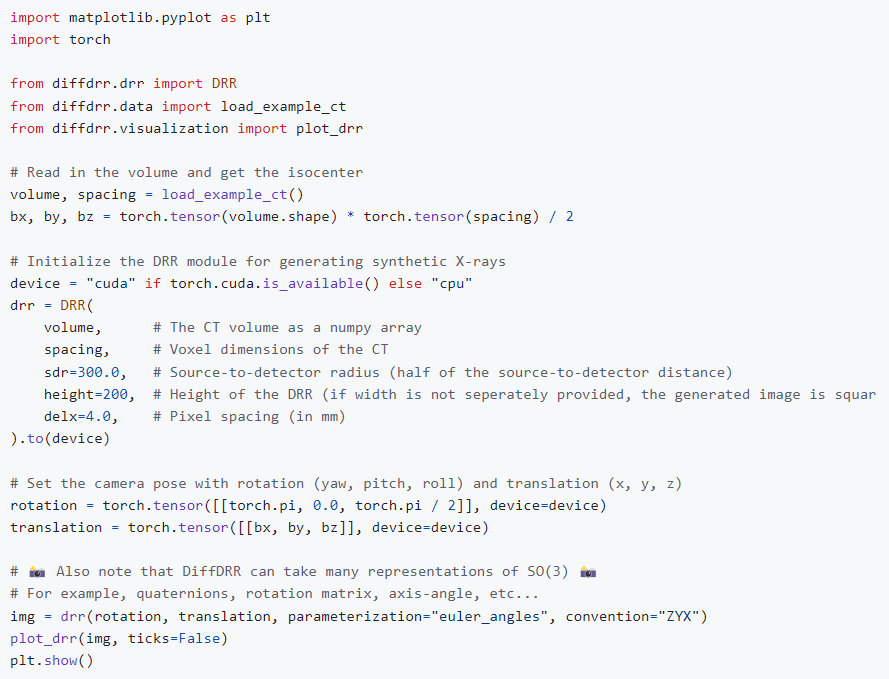 import matplotlib.pyplot as plt
import torch
from diffdrr.drr import DRR
from diffdrr.data import load_example_ct
from diffdrr.visualization import plot_drr
# Read in the volume and get the isocenter
volume, spacing = load_example_ct()
bx, by, bz = torch.tensor(volume.shape) * torch.tensor(spacing) / 2
# Initialize the DRR module for generating synthetic X-rays
device = "cuda" if torch.cuda.is_available() else "cpu"
drr = DRR(
    volume,      # The CT volume as a numpy array
    spacing,     # Voxel dimensions of the CT
    sdr=300.0,   # Source-to-detector radius (half of the source-to-detector distance)
    height=200,  # Height of the DRR (if width is not seperately provided, the generated image is squar
    delx=4.0,    # Pixel spacing (in mm)
).to(device)
# Set the camera pose with rotation (yaw, pitch, roll) and translation (x, y, z)
rotation = torch.tensor([[torch.pi, 0.0, torch.pi / 2]], device=device)
translation = torch.tensor([[bx, by, bz]], device=device)
# 📸 Also note that DiffDRR can take many representations of SO(3) 📸
# For example, quaternions, rotation matrix, axis-angle, etc...
img = drr(rotation, translation, parameterization="euler_angles", convention="ZYX")
plot_drr(img, ticks=False)
plt.show()